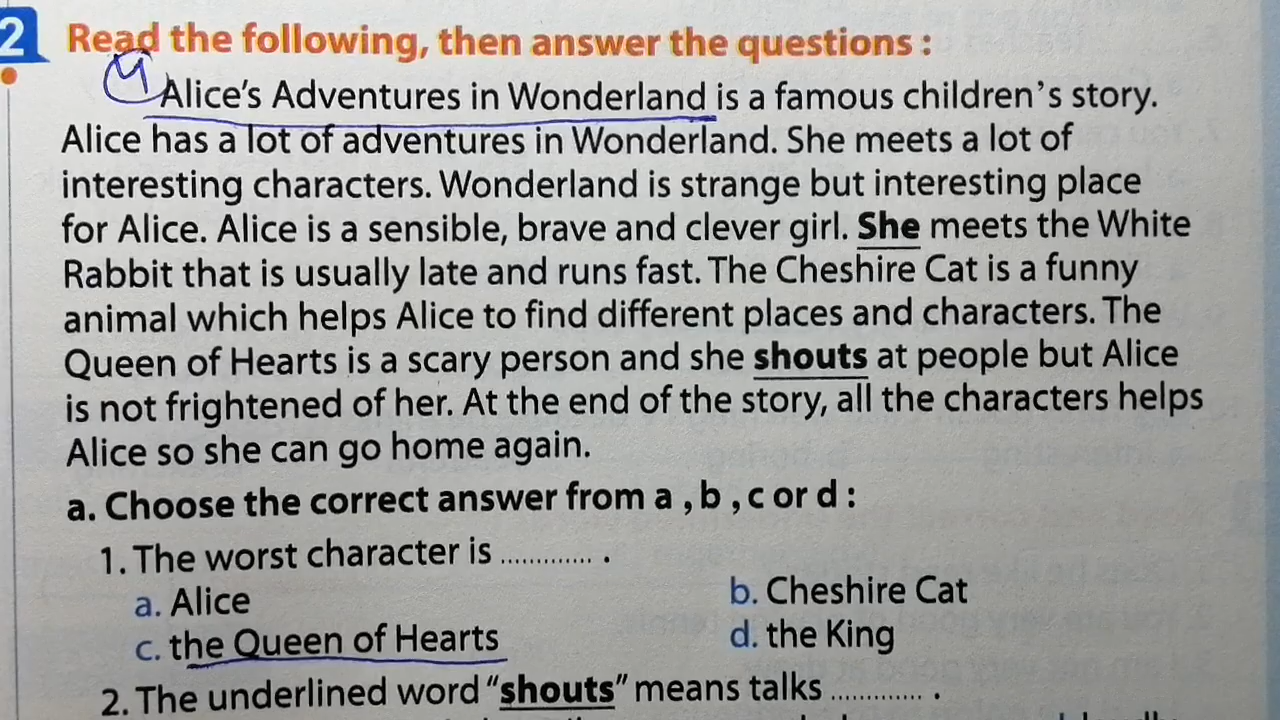 2 Read the following, then answer the questions :
Alice's Adventures in Wonderland is a famous children's story.
Alice has a lot of adventures in Wonderland. She meets a lot of
interesting characters. Wonderland is strange but interesting place
for Alice. Alice is a sensible, brave and clever girl. She meets the White
Rabbit that is usually late and runs fast. The Cheshire Cat is a funny
animal which helps Alice to find different places and characters. The
Queen of Hearts is a scary person and she shouts at people but Alice
is not frightened of her. At the end of the story, all the characters helps
Alice so she can go home again.
a. Choose the correct answer from a , b , c or d :
1. The worst character is ............. .
a. Alice b. Cheshire Cat
c. the Queen of Hearts d. the King
2. The underlined word "shouts" means talks ............. .